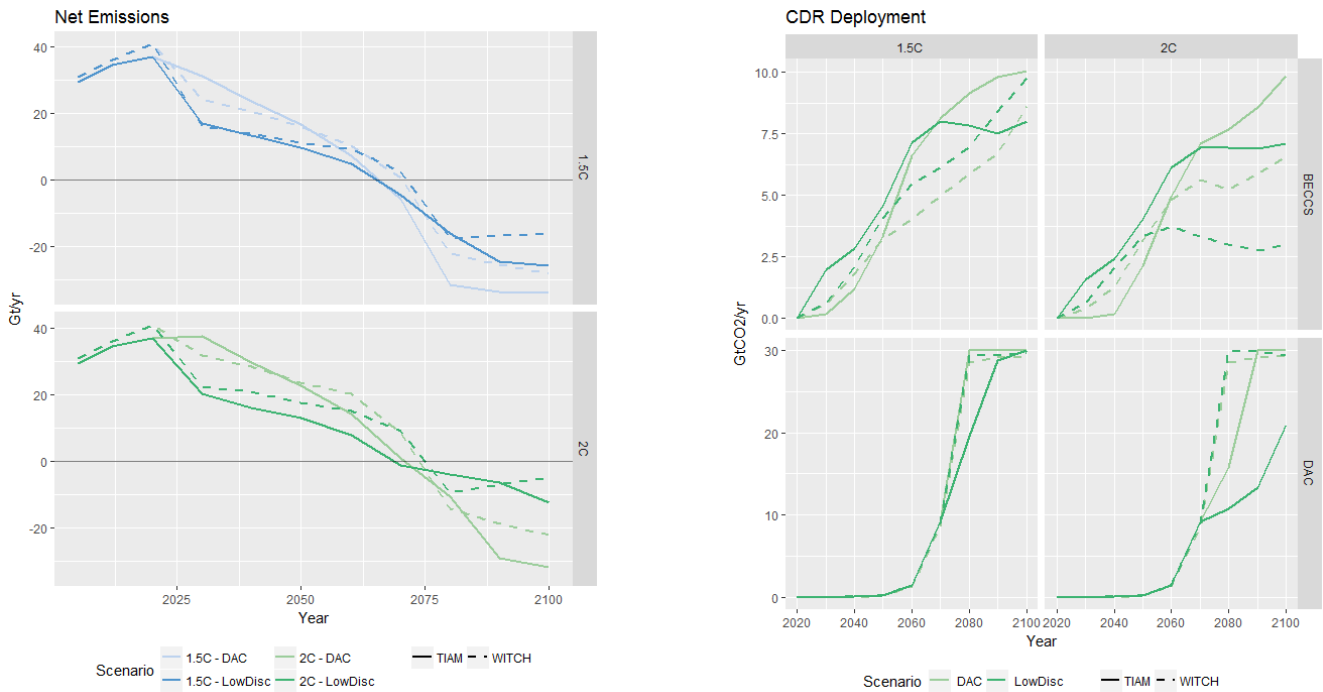 Net Emissions
40
20
0
-20
1.5C
40
20
0
-20
2C
Gt/yr
2025
2050
2075
2100
Year
Scenario
1.5C - DAC
2C - DAC
TIAM
WITCH
1.5C - LowDisc
2C - LowDisc
CDR Deployment
1.5C
2C
10.0
7.5
5.0
2.5
0.0
BECCS
GtCO2/yr
30
20
10
0
DAC
2020
2040
2060
2080
2100
2020
2040
2060
2080
2100
Year
Scenario
DAC
LowDisc
TIAM
WITCH